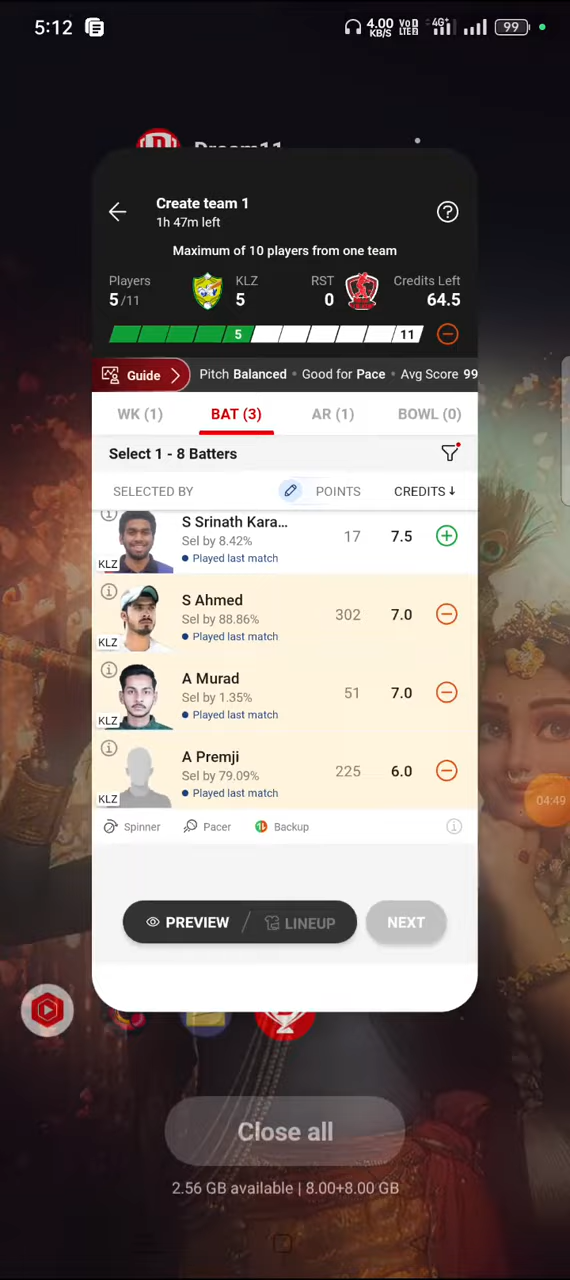 5:12
4.00 KB/S
VoD LTE2
4G+
99
Dream11
Create team 1
1h 47m left
Maximum of 10 players from one team
Players
KLZ
RST
Credits Left
5/11
5
0
64.5
5
11
Guide
Pitch Balanced • Good for Pace • Avg Score 99
WK (1)
BAT (3)
AR (1)
BOWL (0)
Select 1 - 8 Batters
SELECTED BY
POINTS
CREDITS↓
S Srinath Kara...
Sel by 8.42%
17
7.5
Played last match
KLZ
S Ahmed
Sel by 88.86%
302
7.0
Played last match
KLZ
A Murad
Sel by 1.35%
51
7.0
Played last match
KLZ
A Premji
Sel by 79.09%
225
6.0
Played last match
KLZ
Spinner
Pacer
Backup
04:49
PREVIEW / LINEUP
NEXT
Close all
2.56 GB available | 8.00+8.00 GB